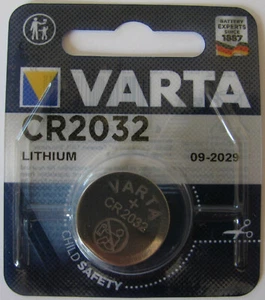 BATTERY
EXPERTS
SINCE
1887
VARTA
CR2032
LITHIUM
09-2029
VARTA
+
CR2032
CHILD SAFETY